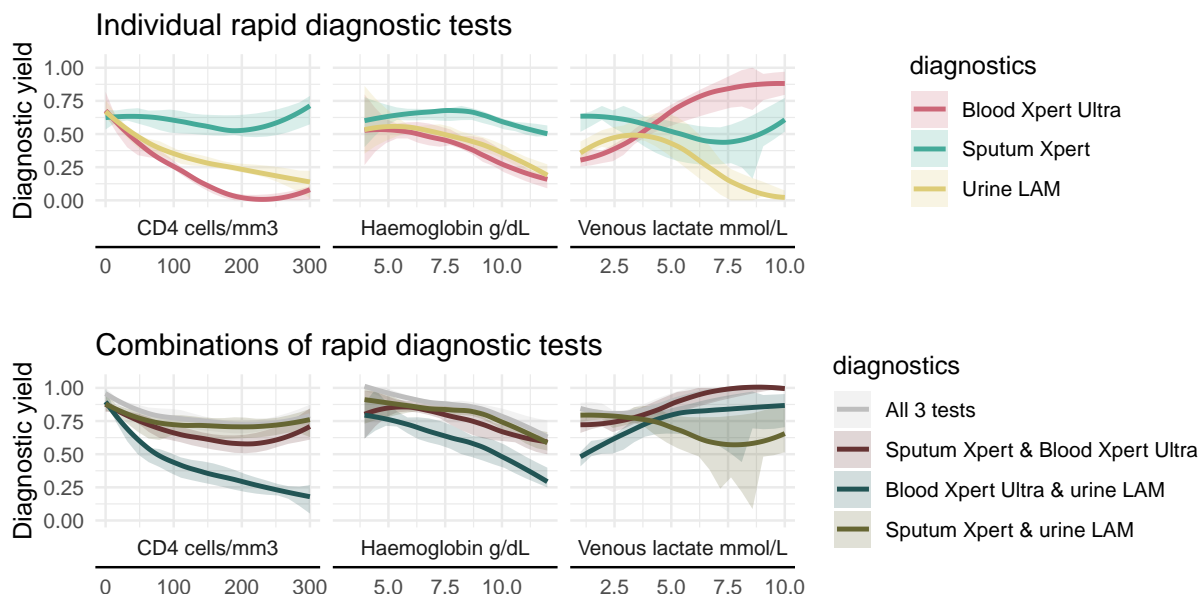 Individual rapid diagnostic tests
Diagnostic yield
1.00
0.75
0.50
0.25
0.00
CD4 cells/mm3
Haemoglobin g/dL
Venous lactate mmol/L
0 100 200 300
5.0 7.5 10.0
2.5 5.0 7.5 10.0
diagnostics
Blood Xpert Ultra
Sputum Xpert
Urine LAM
Combinations of rapid diagnostic tests
Diagnostic yield
1.00
0.75
0.50
0.25
0.00
CD4 cells/mm3
Haemoglobin g/dL
Venous lactate mmol/L
0 100 200 300
5.0 7.5 10.0
2.5 5.0 7.5 10.0
diagnostics
All 3 tests
Sputum Xpert & Blood Xpert Ultra
Blood Xpert Ultra & urine LAM
Sputum Xpert & urine LAM